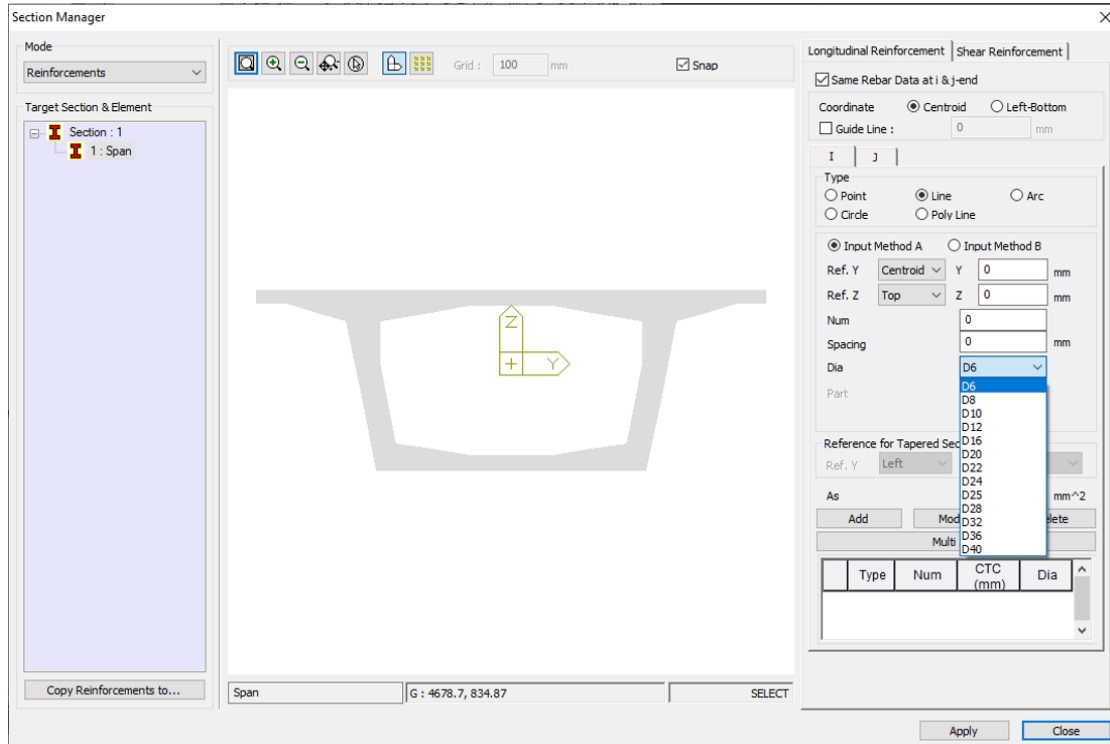 Section Manager
Mode
Reinforcements
Target Section & Element
Section : 1
1 : Span
Copy Reinforcements to...
Grid : 100 mm
Snap
Z
Y
Span
G : 4678.7, 834.87
SELECT
Longitudinal Reinforcement
Shear Reinforcement
Same Rebar Data at i & j-end
Coordinate Centroid Left-Bottom
Guide Line : 0 mm
I J
Type
Point Line Arc
Circle Poly Line
Input Method A Input Method B
Ref. Y Centroid Y 0 mm
Ref. Z Top Z 0 mm
Num 0
Spacing 0 mm
Dia D6
Part
D6
D8
D10
D12
D16
D20
D22
D24
D25
D28
D32
D36
D40
Reference for Tapered Sec
Ref. Y Left
As mm^2
Add
Multi
Type Num CTC (mm) Dia
Apply Close